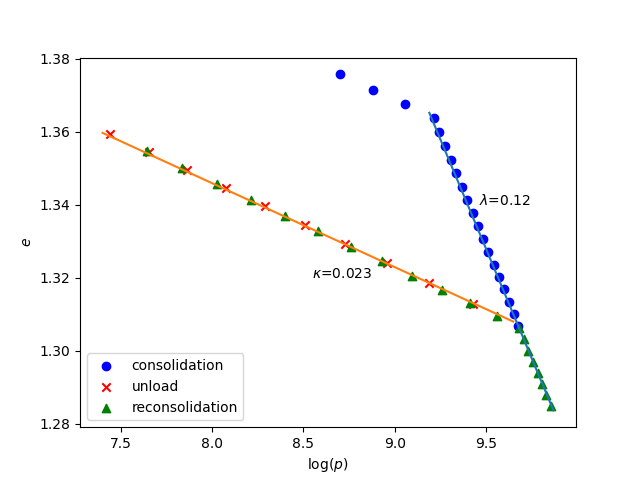 1.38
1.36
1.34
1.32
1.30
1.28
e
λ=0.12
κ=0.023
consolidation
unload
reconsolidation
7.5 8.0 8.5 9.0 9.5
log(p)